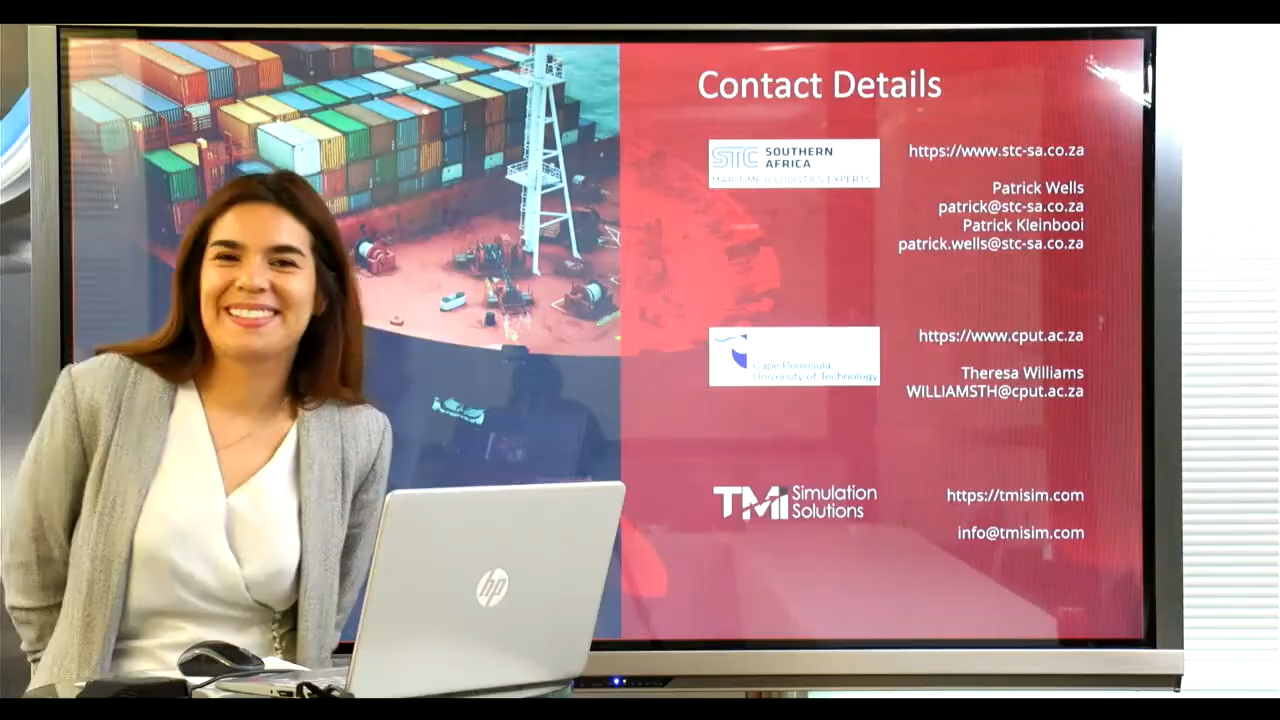 Contact Details
STC SOUTHERN
AFRICA
MARITIME & LOGISTICS EXPERTS
https://www.stc-sa.co.za
Patrick Wells
patrick@stc-sa.co.za
Patrick Kleinbooi
patrick.wells@stc-sa.co.za
Cape Peninsula
University of Technology
https://www.cput.ac.za
Theresa Williams
WILLIAMSTH@cput.ac.za
TMI Simulation
Solutions
https://tmisim.com
info@tmisim.com
hp